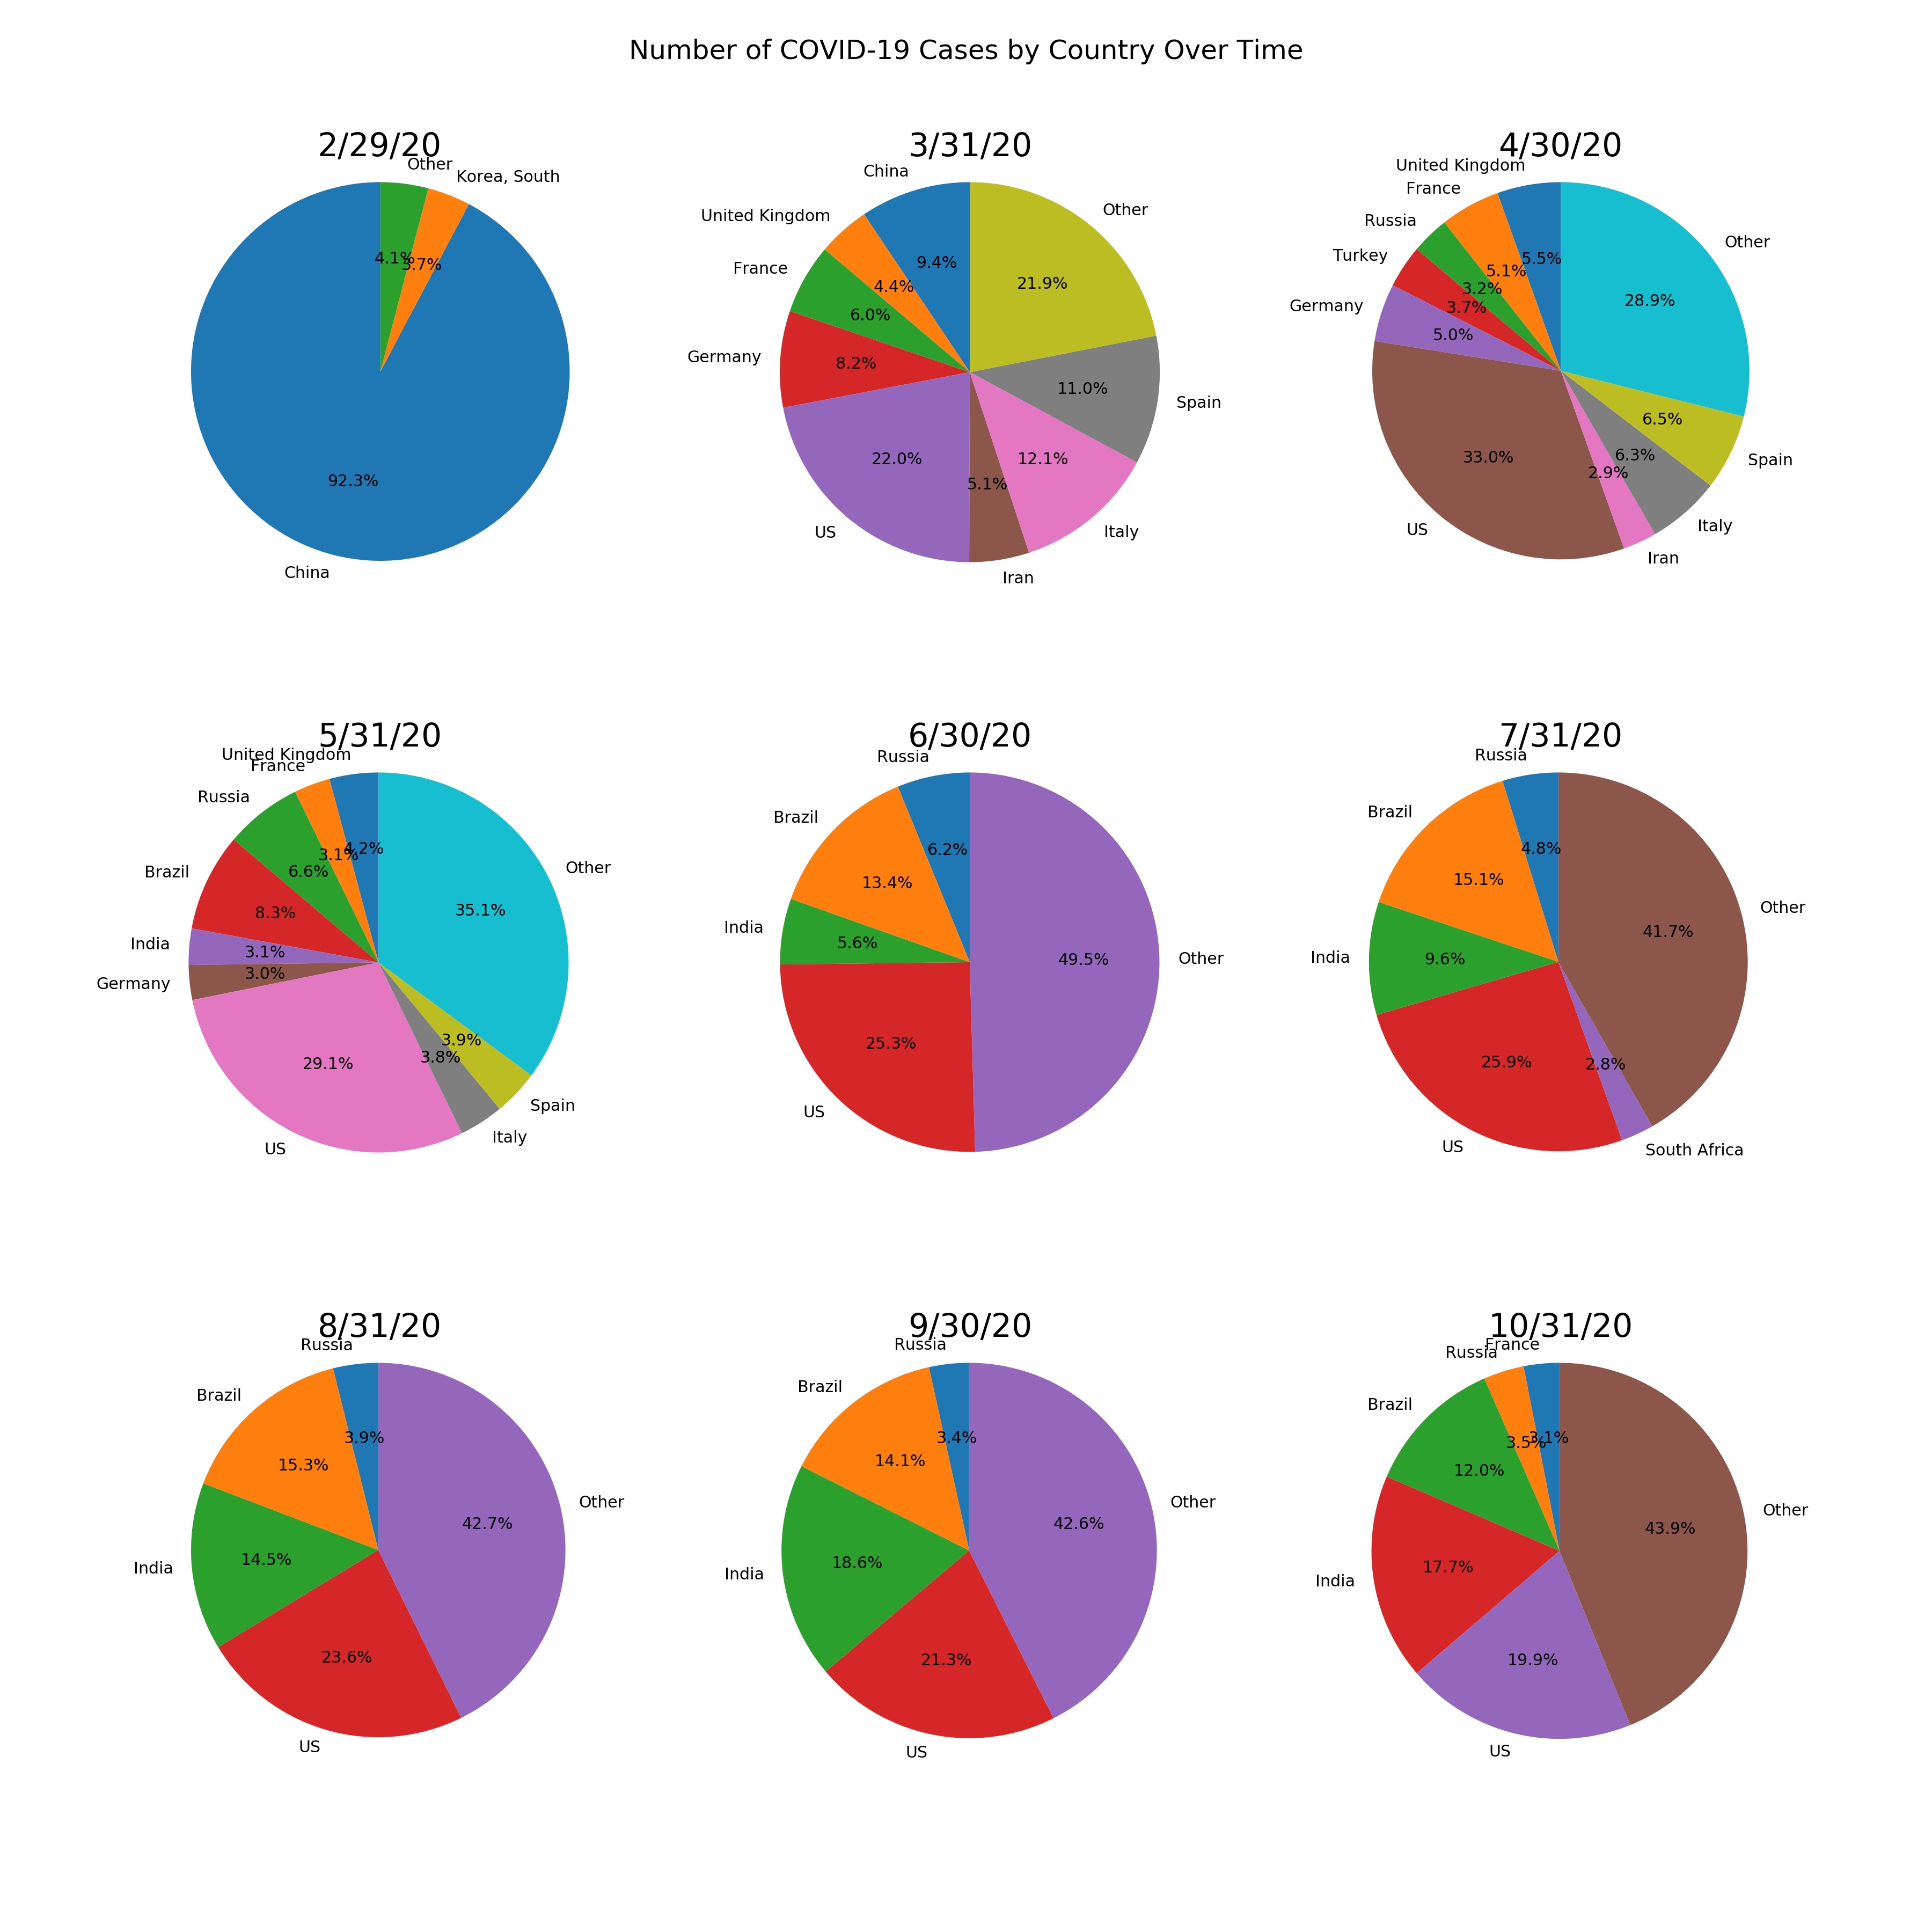 Number of COVID-19 Cases by Country Over Time
2/29/20
Other
Korea, South
4.1%
3.7%
92.3%
China
3/31/20
China
United Kingdom
France
Germany
US
Iran
Italy
Spain
Other
9.4%
4.4%
6.0%
8.2%
22.0%
5.1%
12.1%
11.0%
21.9%
4/30/20
United Kingdom
France
Russia
Turkey
Germany
US
Iran
Italy
Spain
Other
5.5%
5.1%
3.2%
3.7%
5.0%
33.0%
2.9%
6.3%
6.5%
28.9%
5/31/20
United Kingdom
France
Russia
Brazil
India
Germany
US
Italy
Spain
Other
4.2%
3.1%
6.6%
8.3%
3.1%
3.0%
29.1%
3.8%
3.9%
35.1%
6/30/20
Russia
Brazil
India
US
Other
6.2%
13.4%
5.6%
25.3%
49.5%
7/31/20
Russia
Brazil
India
US
South Africa
Other
4.8%
15.1%
9.6%
25.9%
2.8%
41.7%
8/31/20
Russia
Brazil
India
US
Other
3.9%
15.3%
14.5%
23.6%
42.7%
9/30/20
Russia
Brazil
India
US
Other
3.4%
14.1%
18.6%
21.3%
42.6%
10/31/20
France
Russia
Brazil
India
US
Other
3.1%
3.5%
12.0%
17.7%
19.9%
43.9%